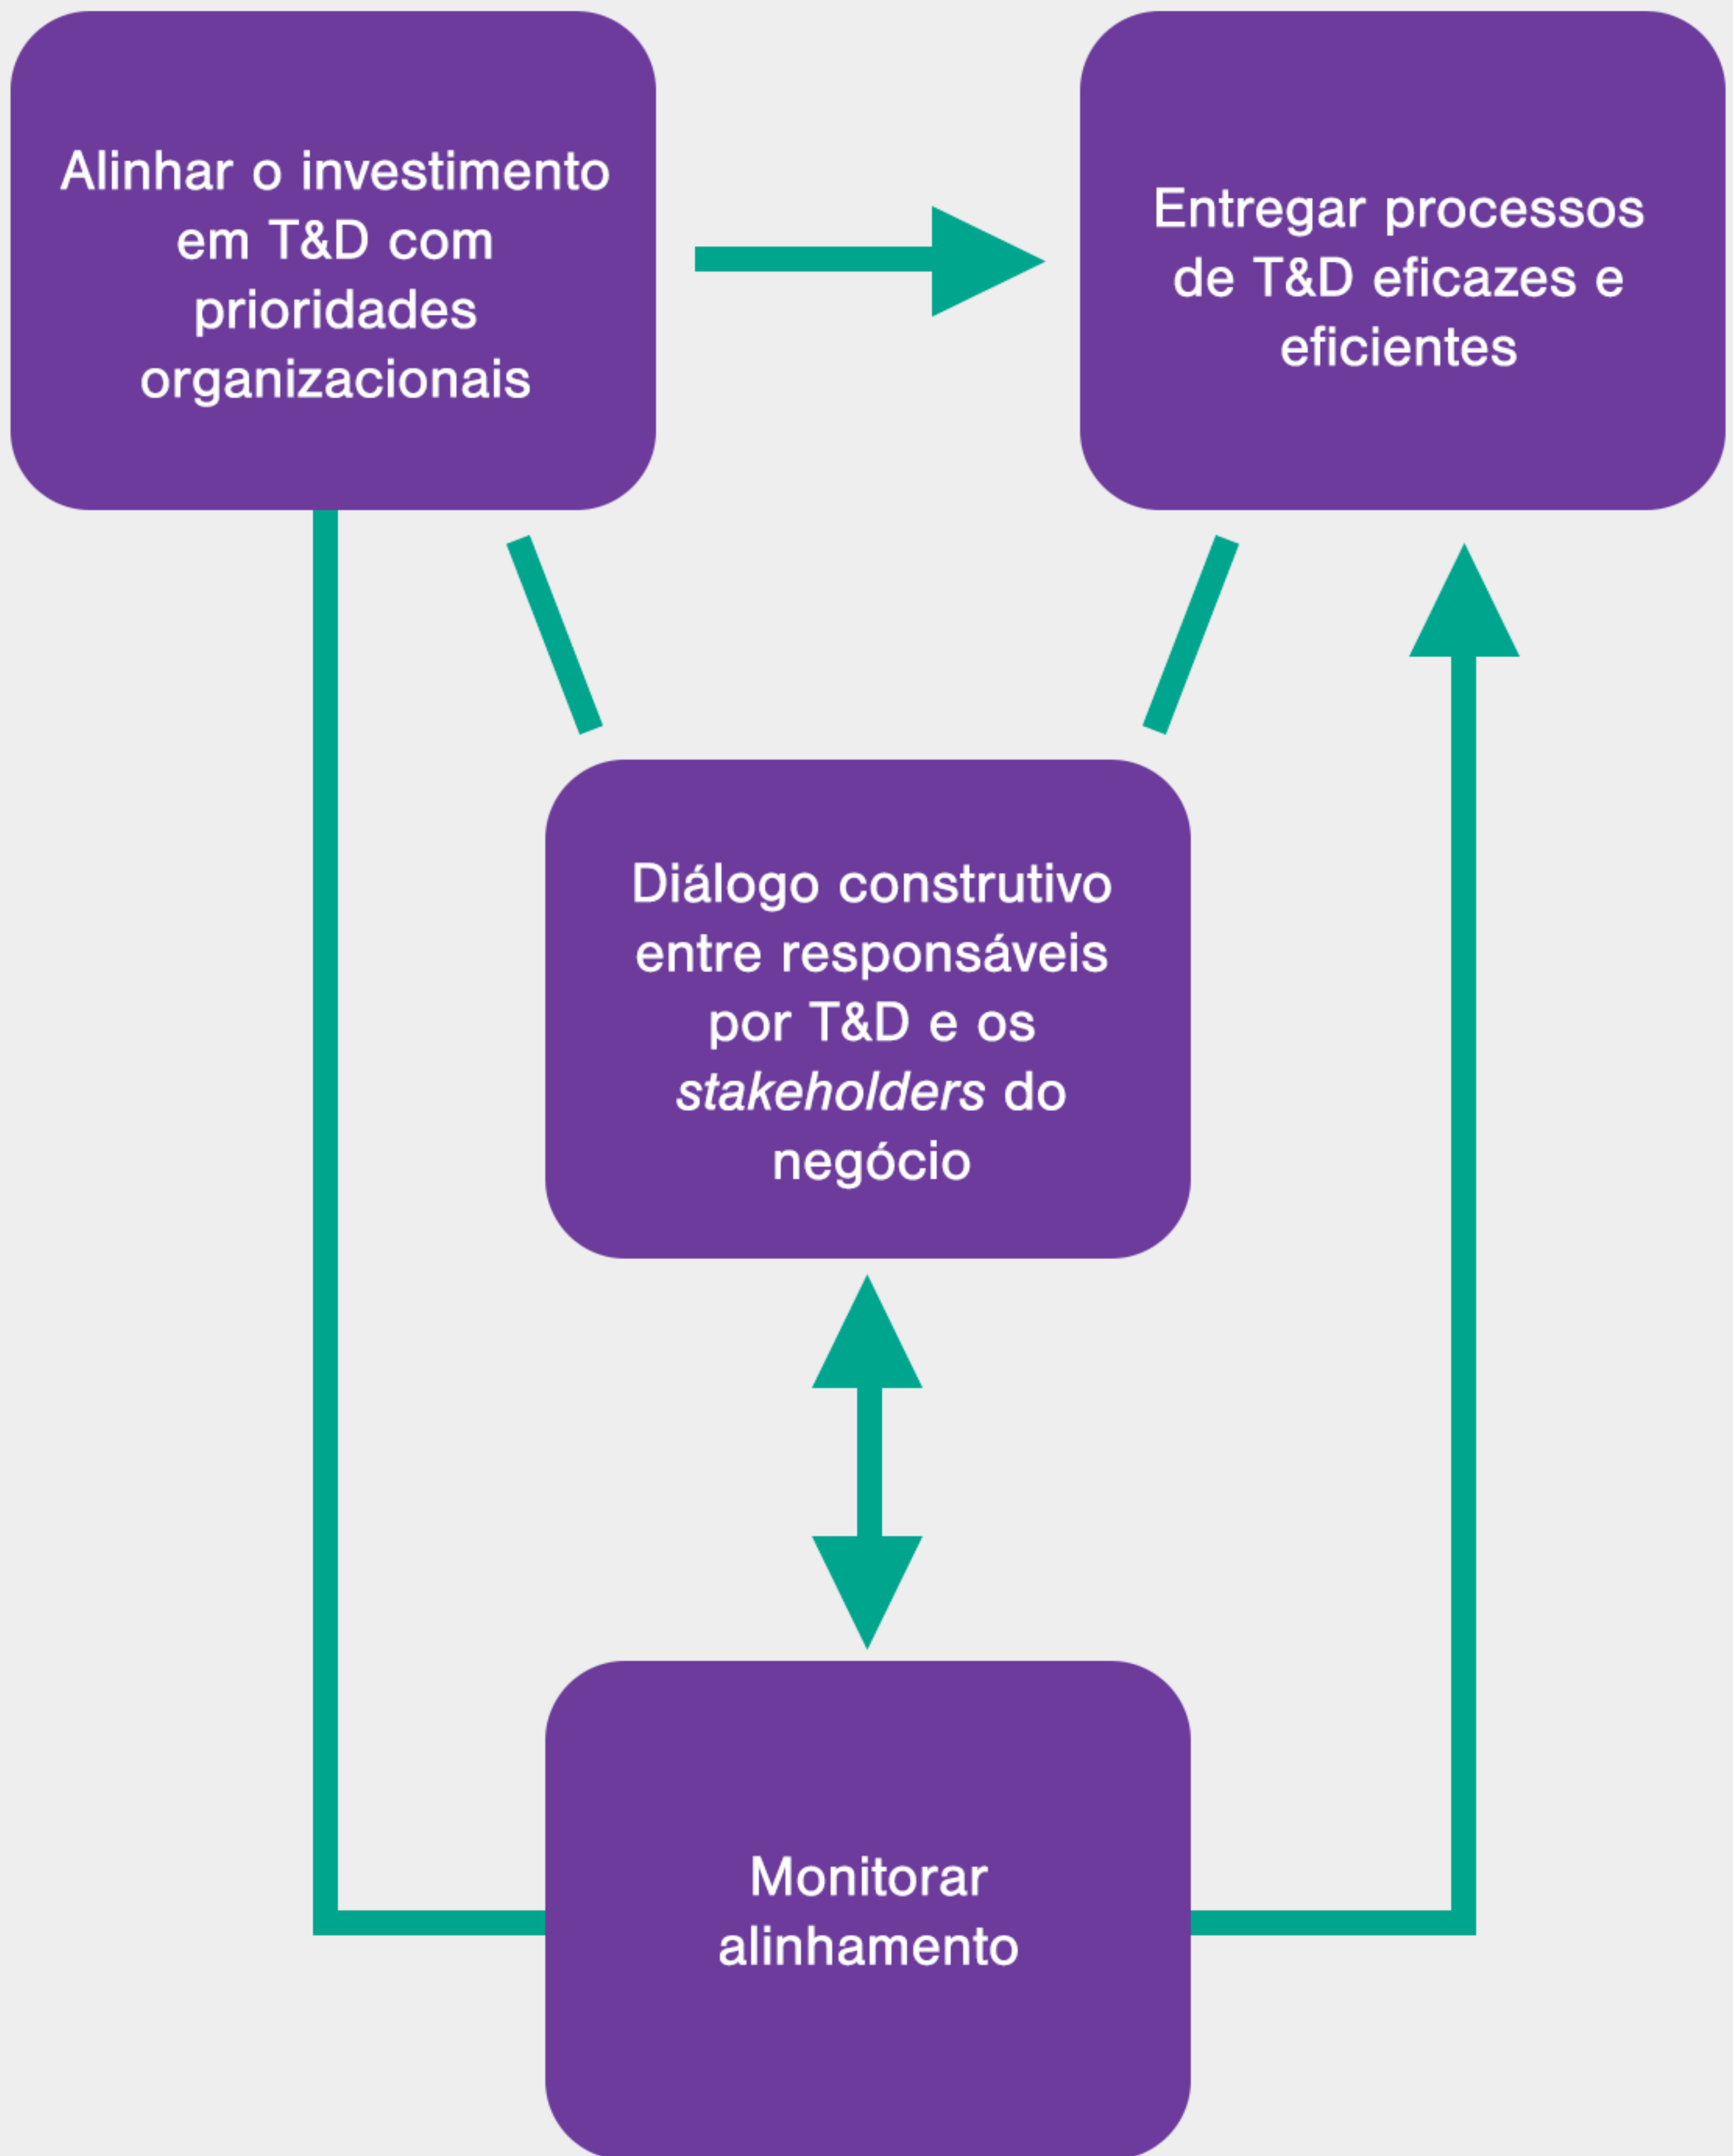 Alinhar o investimento
em T&D com
prioridades
organizacionais
Entregar processos
de T&D eficazes e
eficientes
Diálogo construtivo
entre responsáveis
por T&D e os
stakeholders do
negócio
Monitorar
alinhamento